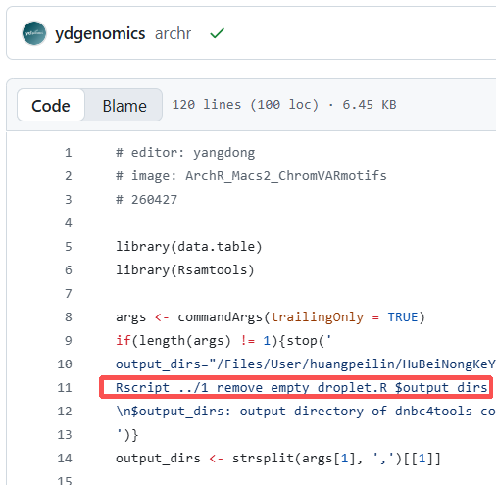 ydgenomics archr
Code Blame 120 lines (100 loc) · 6.45 KB
1 # editor: yangdong
2 # image: ArchR_Macs2_ChromVARmotifs
3 # 260427
4
5 library(data.table)
6 library(Rsamtools)
7
8 args <- commandArgs(trailingOnly = TRUE)
9 if(length(args) != 1){stop('
10 output_dirs="/Files/User/huangpeilin/HuBeiNongKeY
11 Rscript ../1_remove_empty_droplet.R $output_dirs
12 \n$output_dirs: output directory of dnbc4tools co
13 ')}
14 output_dirs <- strsplit(args[1], ',')[[1]]
15